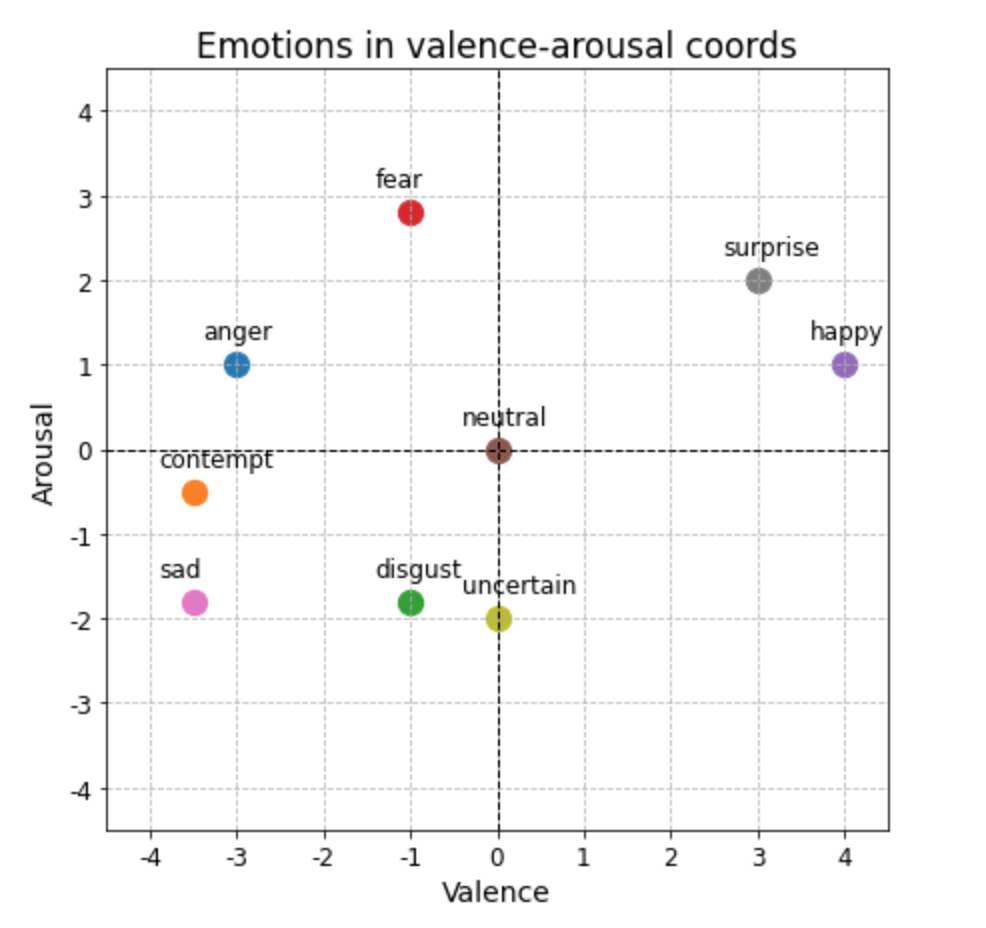 Emotions in valence-arousal coords
4
fear
3
surprise
2
anger
happy
1
neutral
0
contempt
Arousal
-1
sad
disgust
uncertain
-2
-3
-4
-4 -3 -2 -1 0 1 2 3 4
Valence